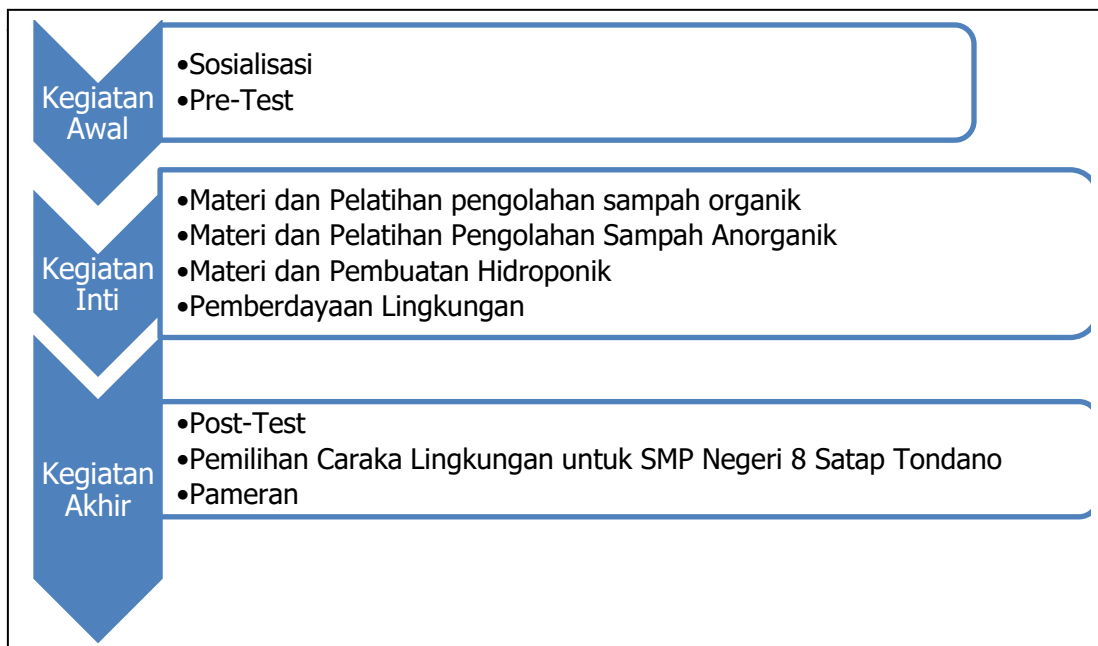 Kegiatan
Awal
•Sosialisasi
•Pre-Test
Kegiatan
Inti
•Materi dan Pelatihan pengolahan sampah organik
•Materi dan Pelatihan Pengolahan Sampah Anorganik
•Materi dan Pembuatan Hidroponik
•Pemberdayaan Lingkungan
Kegiatan
Akhir
•Post-Test
•Pemilihan Caraka Lingkungan untuk SMP Negeri 8 Satap Tondano
•Pameran